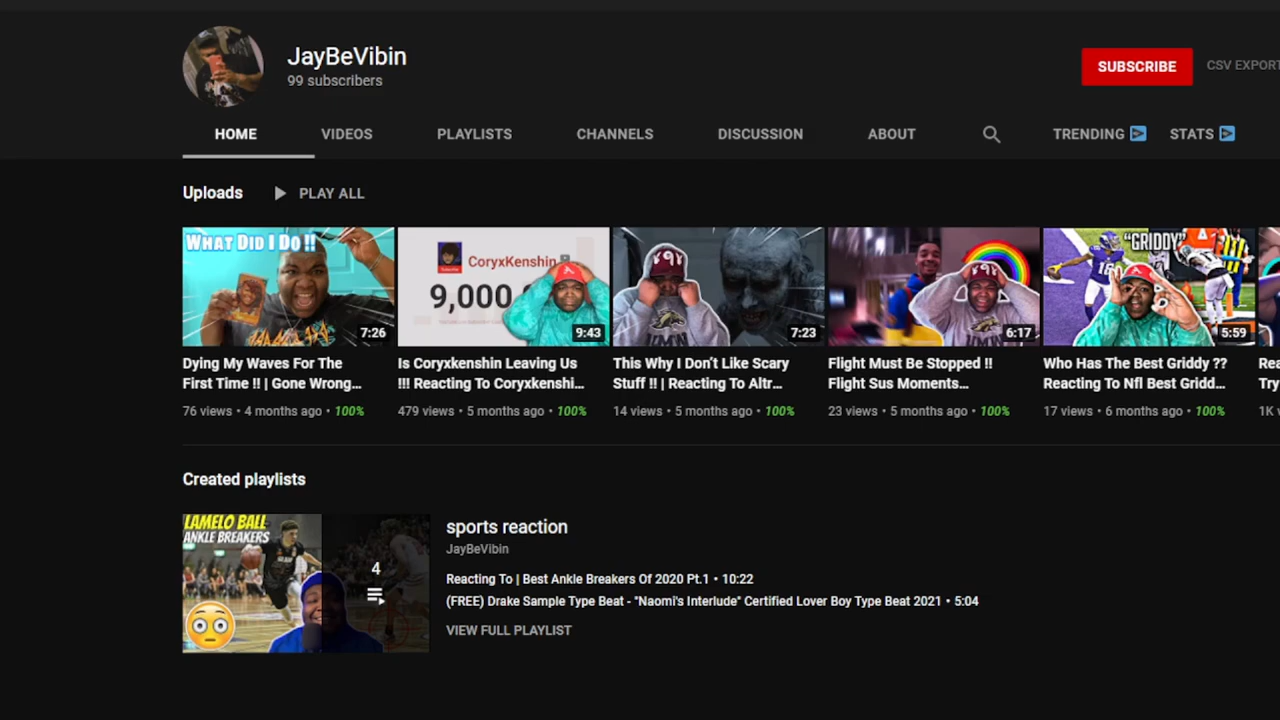 JayBeVibin
99 subscribers
SUBSCRIBE
CSV EXPORT
HOME VIDEOS PLAYLISTS CHANNELS DISCUSSION ABOUT TRENDING STATS
Uploads PLAY ALL
WHAT DID I DO !!
7:26
CoryxKenshin
9,000
9:43
7:23
6:17
"GRIDDY"
5:59
Dying My Waves For The
First Time !! | Gone Wrong...
76 views • 4 months ago • 100%
Is Coryxkenshin Leaving Us
!!! Reacting To Coryxkenshi...
479 views • 5 months ago • 100%
This Why I Don't Like Scary
Stuff !! | Reacting To Altr...
14 views • 5 months ago • 100%
Flight Must Be Stopped !!
Flight Sus Moments...
23 views • 5 months ago • 100%
Who Has The Best Griddy ??
Reacting To Nfl Best Gridd...
17 views • 6 months ago • 100%
Rea
Try
1K v
Created playlists
LAMELO BALL
ANKLE BREAKERS
4
sports reaction
JayBeVibin
Reacting To | Best Ankle Breakers Of 2020 Pt.1 • 10:22
(FREE) Drake Sample Type Beat - "Naomi's Interlude" Certified Lover Boy Type Beat 2021 • 5:04
VIEW FULL PLAYLIST